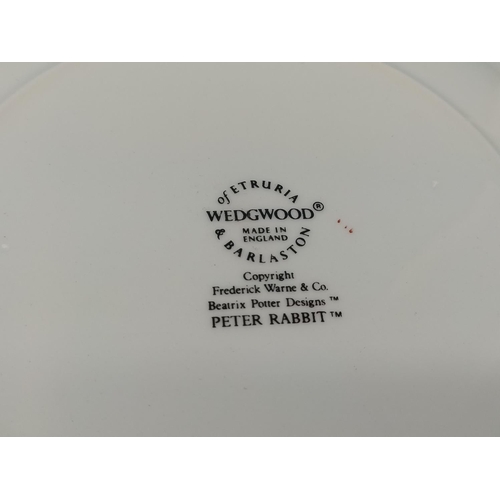 of ETRURIA
WEDGWOOD®
MADE IN
ENGLAND
& BARLASTON
Copyright
Frederick Warne & Co.
Beatrix Potter Designs™
PETER RABBIT™